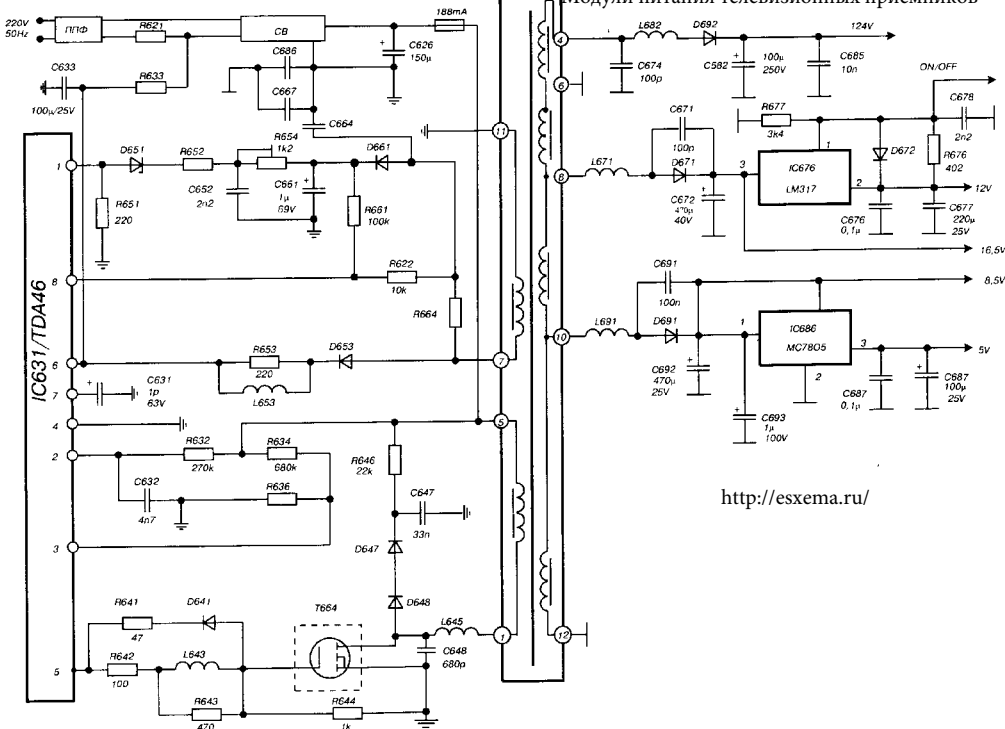 Модули питания телевизионных приемников
220V
50Hz
ППФ
R621
СВ
188mA
C626
150µ
C686
C667
C664
C633
100µ/25V
R633
D651
R652
R654
1k2
D661
C652
2n2
C661
1µ
69V
R651
220
R661
100k
R622
10k
R664
R653
220
D653
L653
C631
1p
63V
R632
270k
R634
680k
C632
4n7
R636
R646
22k
C647
33n
D647
D648
L645
C648
680p
R641
47
D641
T664
R642
100
L643
R643
470
R644
1k
IC631/TDA46
1
8
6
7
4
2
3
5
11
7
5
1
4
6
8
10
12
L682
D692
124V
C674
100p
C582
100µ
250V
C685
10n
ON/OFF
C671
100p
R677
3k4
C678
2n2
L671
D671
3
IC676
LM317
1
2
D672
R676
402
12V
C672
470µ
40V
C676
0,1µ
C677
220µ
25V
16,5V
C691
100n
8,5V
L691
D691
1
IC686
MC7805
3
2
5V
C692
470µ
25V
C693
1µ
100V
C687
0,1µ
C687
100µ
25V
http://esxema.ru/